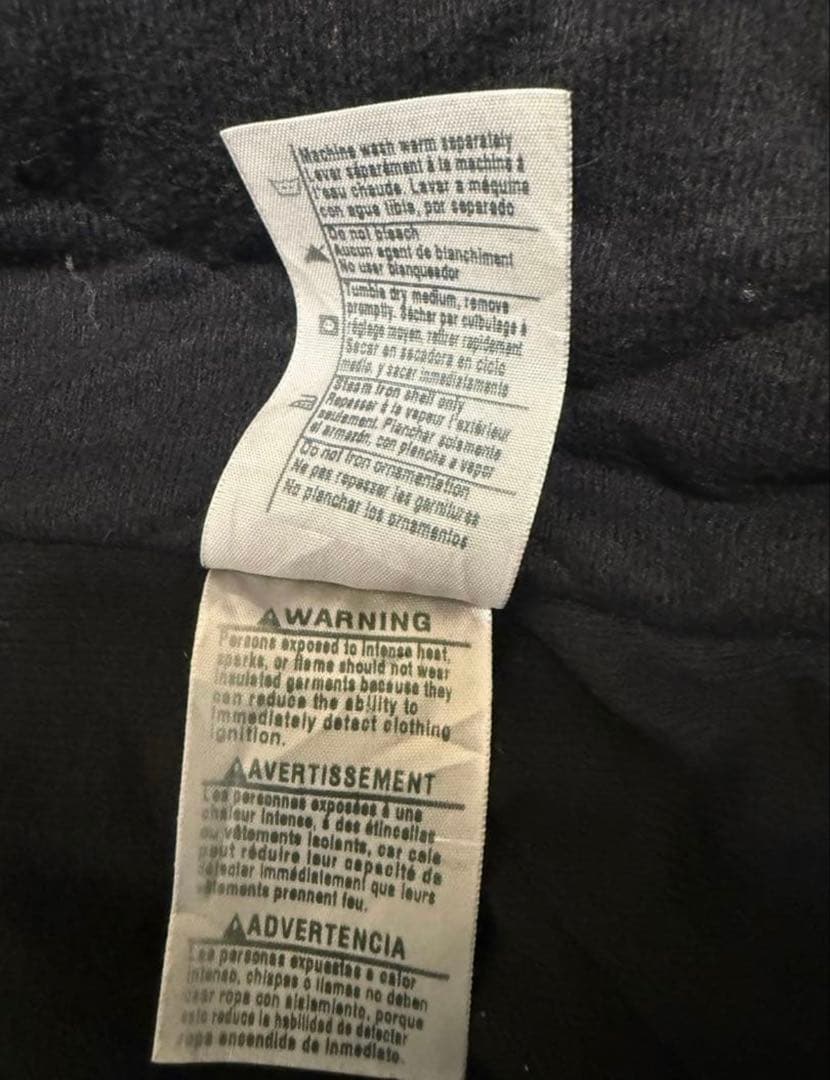 Machine wash warm separately
Laver séparément à la machine à
l'eau chaude. Lavar a máquina
con agua tibia, por separado
Do not bleach
Aucun agent de blanchiment
No usar blanqueador
Tumble dry medium, remove
promptly. Sécher par culbutage à
réglage moyen, retirer rapidement
Secar en secadora en ciclo
medio, y sacar inmediatamente
Steam iron shell only
Repasser à la vapeur l'extérieur
seulement. Planchar solamente
el armazón, con plancha a vapor
Do not iron ornamentation
Ne pas repasser les garnitures
No planchar los ornamentos
WARNING
Persons exposed to intense heat,
sparks, or flame should not wear
insulated garments because they
can reduce the ability to
immediately detect clothing
ignition.
AVERTISSEMENT
Les personnes exposées à une
chaleur intense, à des étincelles
ou vêtements isolants, car cela
peut réduire leur capacité de
détecter immédiatement que leurs
vêtements prennent feu.
ADVERTENCIA
Las personas expuestas a calor
intenso, chispas o llamas no deben
usar ropa con aislamiento, porque
esto reduce la habilidad de detectar
ropa encendida de inmediato.